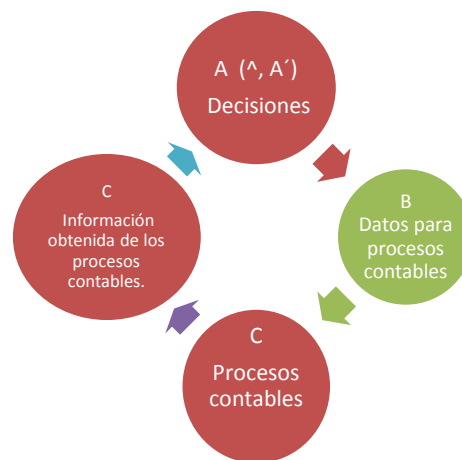 A (^, A´)
Decisiones
B
Datos para
procesos
contables
C
Procesos
contables
C
Información
obtenida de los
procesos
contables.